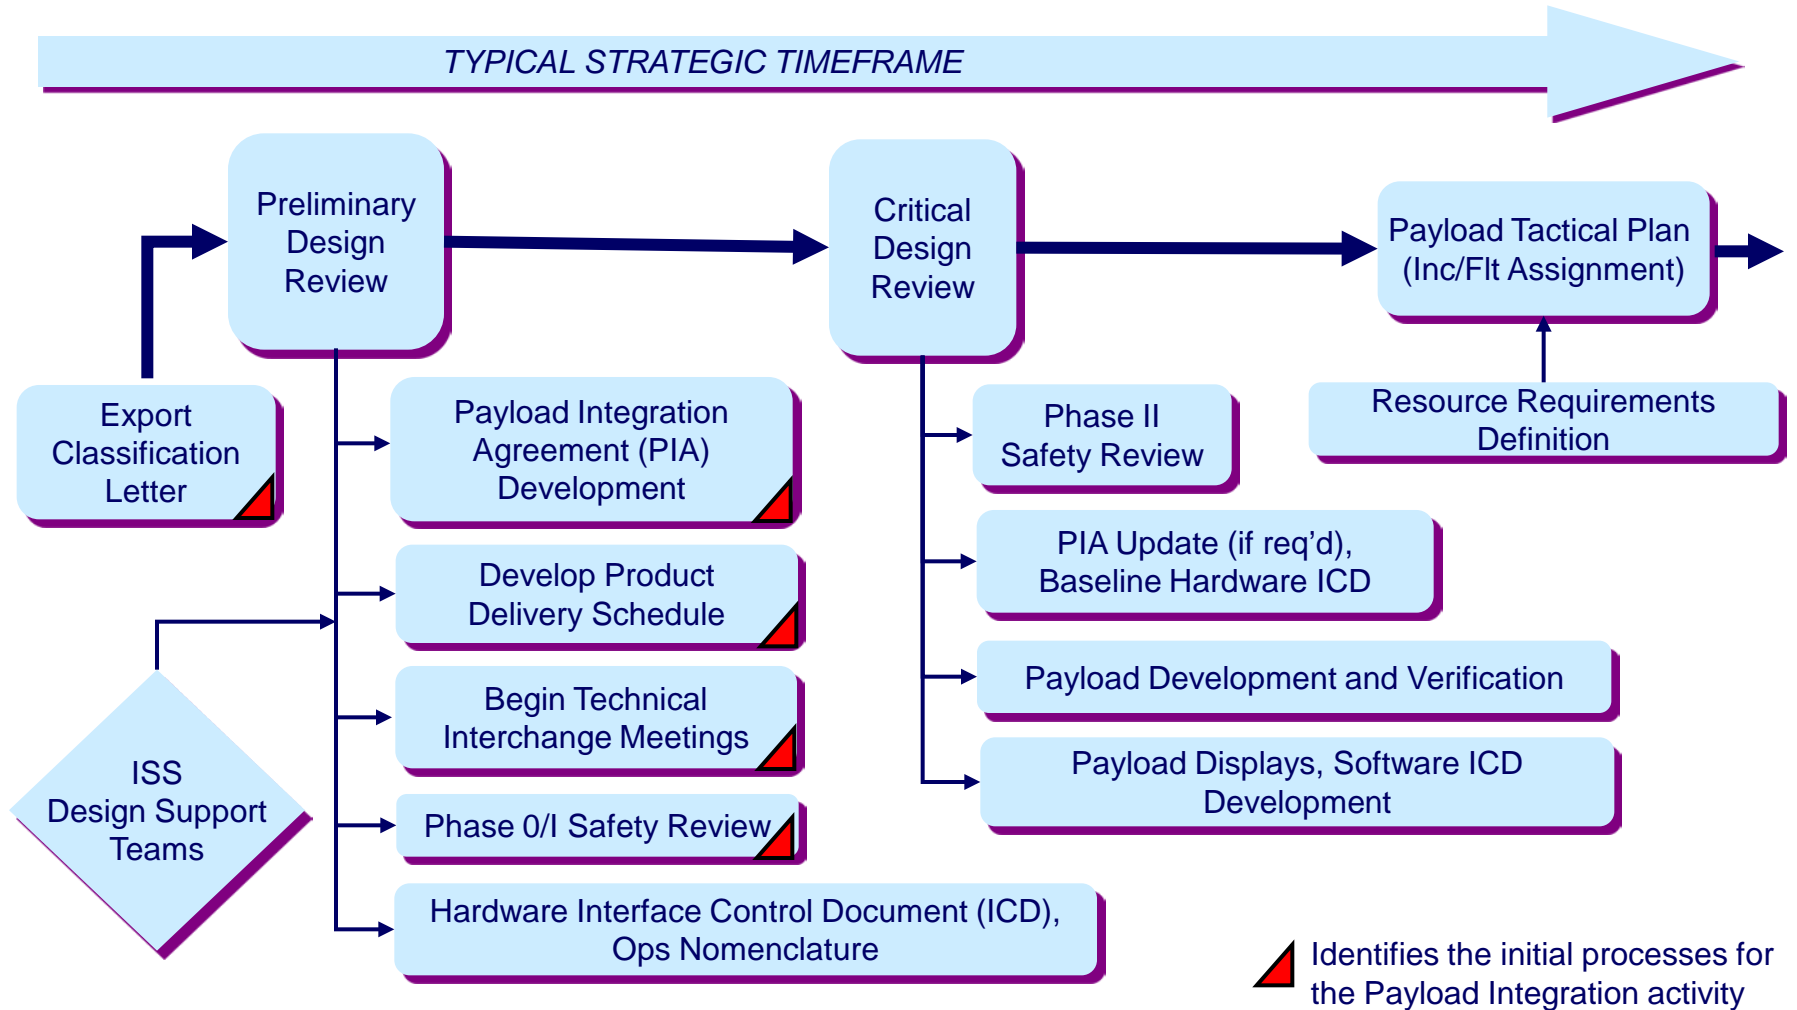 TYPICAL STRATEGIC TIMEFRAME
Preliminary
Design
Review
Critical
Design
Review
Payload Tactical Plan
(Inc/Flt Assignment)
Export
Classification
Letter
Payload Integration
Agreement (PIA)
Development
Phase II
Safety Review
Resource Requirements
Definition
Develop Product
Delivery Schedule
PIA Update (if req’d),
Baseline Hardware ICD
Begin Technical
Interchange Meetings
Payload Development and Verification
ISS
Design Support
Teams
Phase 0/I Safety Review
Payload Displays, Software ICD
Development
Hardware Interface Control Document (ICD),
Ops Nomenclature
Identifies the initial processes for
the Payload Integration activity